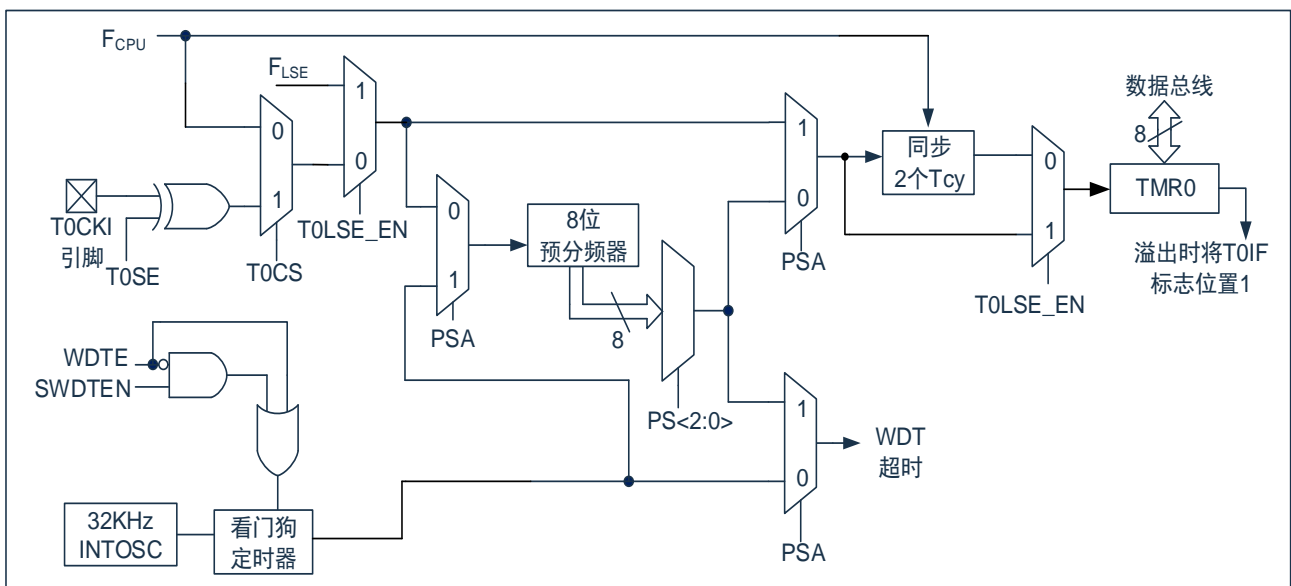 FCPU
FLSE
1
0
0
1
T0CKI
引脚
T0SE
T0CS
T0LSE_EN
0
1
PSA
8位
预分频器
8
PS<2:0>
1
0
PSA
同步
2个Tcy
0
1
T0LSE_EN
数据总线
8
TMR0
溢出时将T0IF
标志位置1
WDTE
SWDTEN
32KHz
INTOSC
看门狗
定时器
1
0
PSA
WDT
超时